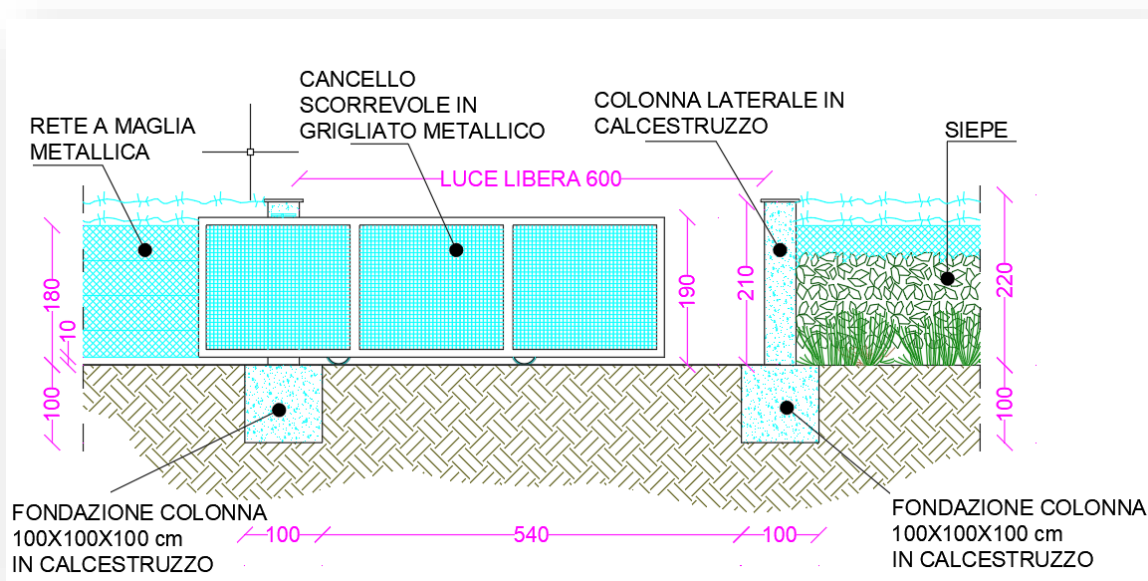 CANCELLO
SCORREVOLE IN
GRIGLIATO METALLICO
RETE A MAGLIA
METALLICA
COLONNA LATERALE IN
CALCESTRUZZO
SIEPE
LUCE LIBERA 600
180
10
100
190
210
220
100
FONDAZIONE COLONNA
100X100X100 cm
IN CALCESTRUZZO
100
540
100
FONDAZIONE COLONNA
100X100X100 cm
IN CALCESTRUZZO